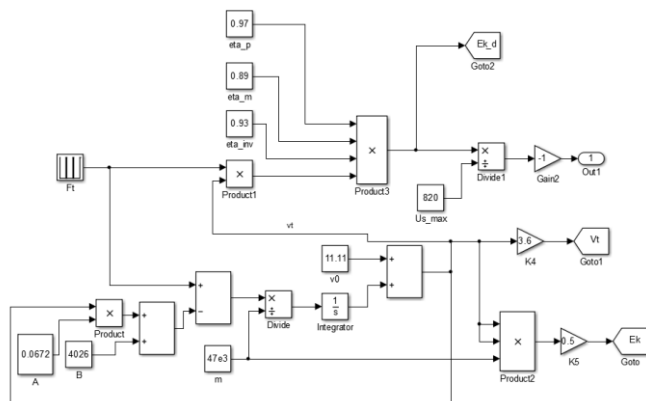 0.97
eta_p
Ek_d
Goto2
0.89
eta_m
0.93
eta_inv
×
Product3
Ft
×
Product1
×
÷
Divide1
-1
Gain2
1
Out1
820
Us_max
vt
11.11
v0
+
+
3.6
K4
Vt
Goto1
+
−
×
÷
Divide
1
s
Integrator
×
Product
+
+
0.0672
A
4026
B
47e3
m
×
Product2
0.5
K5
Ek
Goto